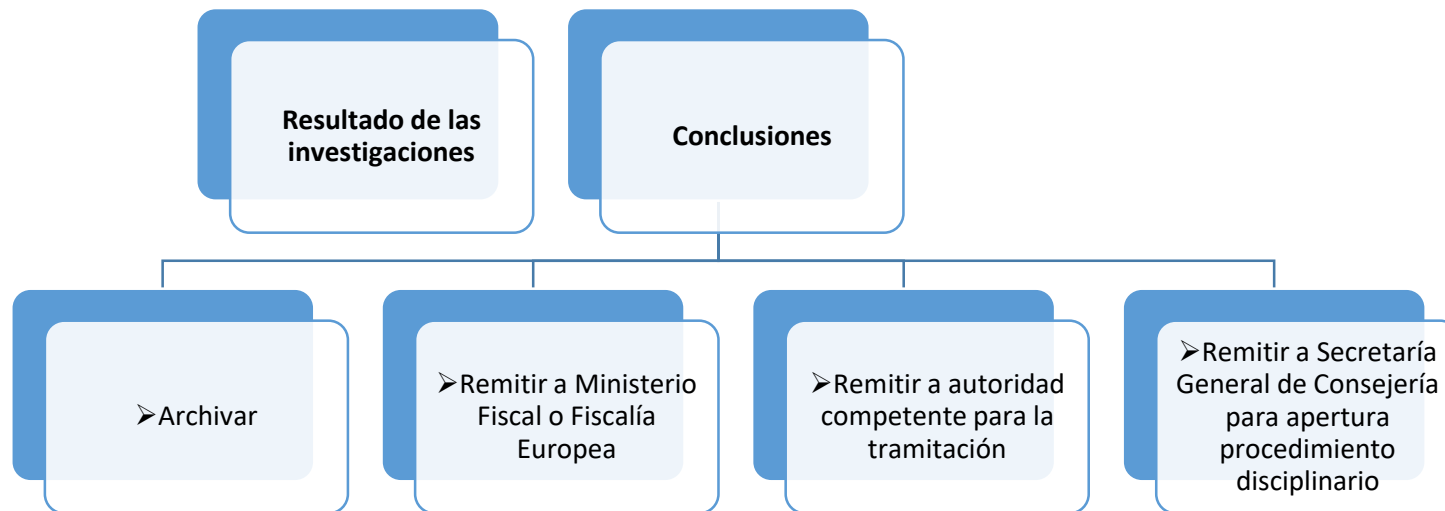 Resultado de las
investigaciones
Conclusiones
➢Archivar
➢Remitir a Ministerio
Fiscal o Fiscalía
Europea
➢Remitir a autoridad
competente para la
tramitación
➢Remitir a Secretaría
General de Consejería
para apertura
procedimiento
disciplinario